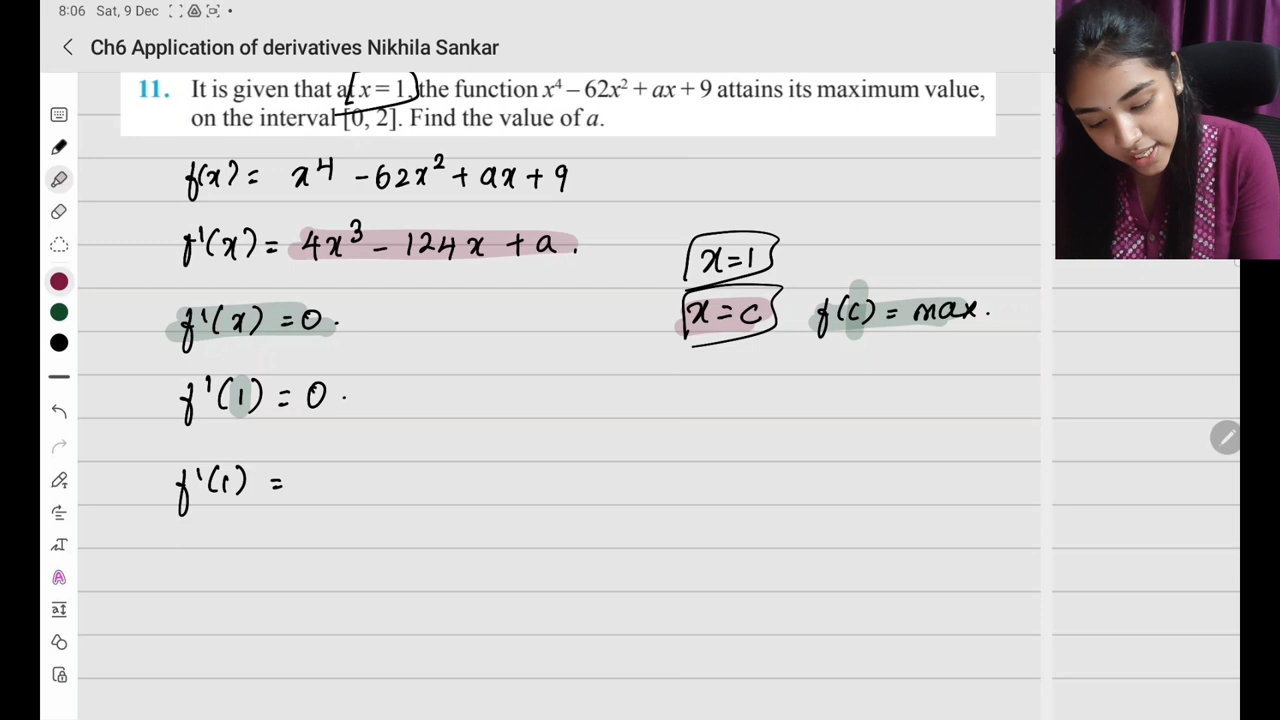 8:06 Sat, 9 Dec
Ch6 Application of derivatives Nikhila Sankar
11. It is given that at x = 1, the function x⁴ – 62x² + ax + 9 attains its maximum value,
on the interval [0, 2]. Find the value of a.
f(x) = x⁴ - 62x² + ax + 9
f'(x) = 4x³ - 124x + a.
x=1
f'(x) = 0.
x = c f(c) = max.
f'(1) = 0.
f'(1) =